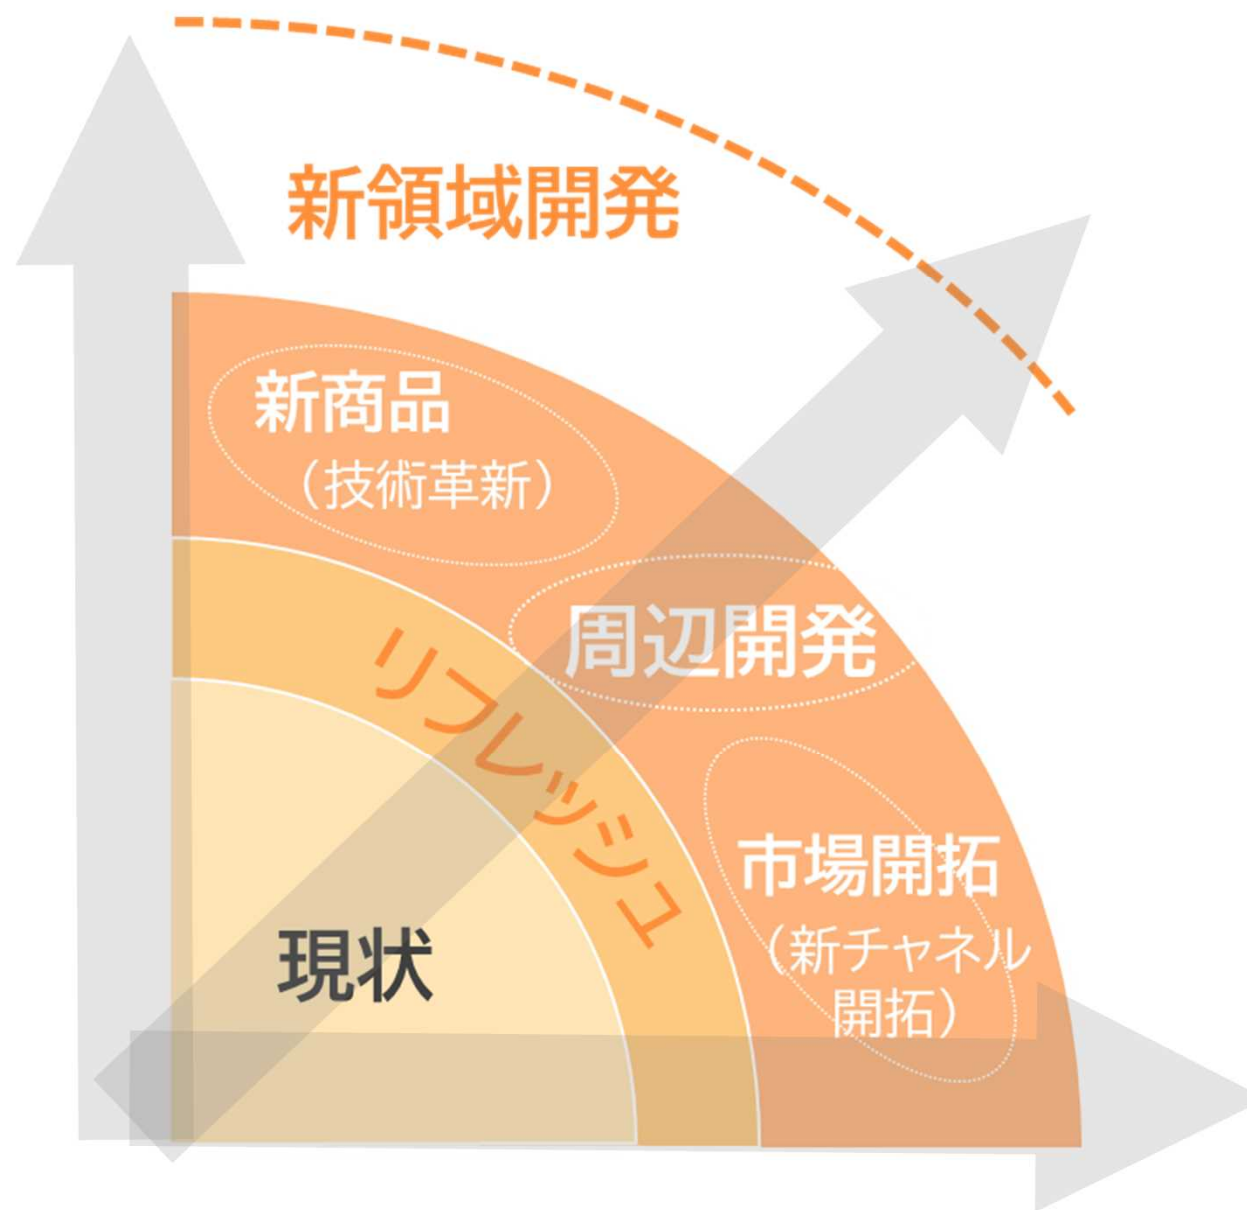 新領域開発
新商品
（技術革新）
周辺開発
リフレッシュ
市場開拓
（新チャネル
開拓）
現状